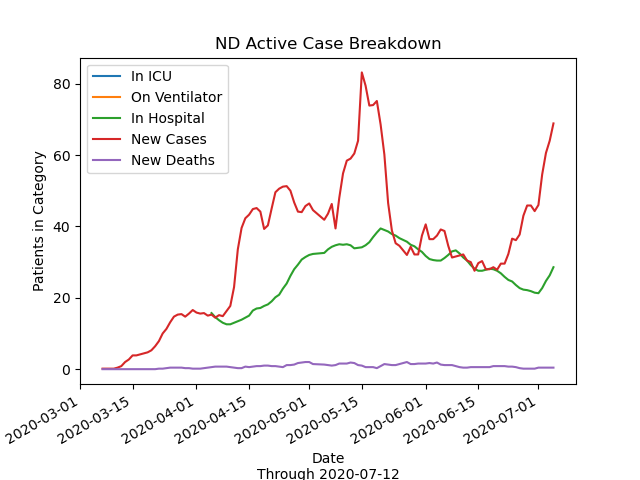 ND Active Case Breakdown
In ICU
On Ventilator
In Hospital
New Cases
New Deaths
Patients in Category
80
60
40
20
0
2020-03-01
2020-03-15
2020-04-01
2020-04-15
2020-05-01
2020-05-15
2020-06-01
2020-06-15
2020-07-01
Date
Through 2020-07-12